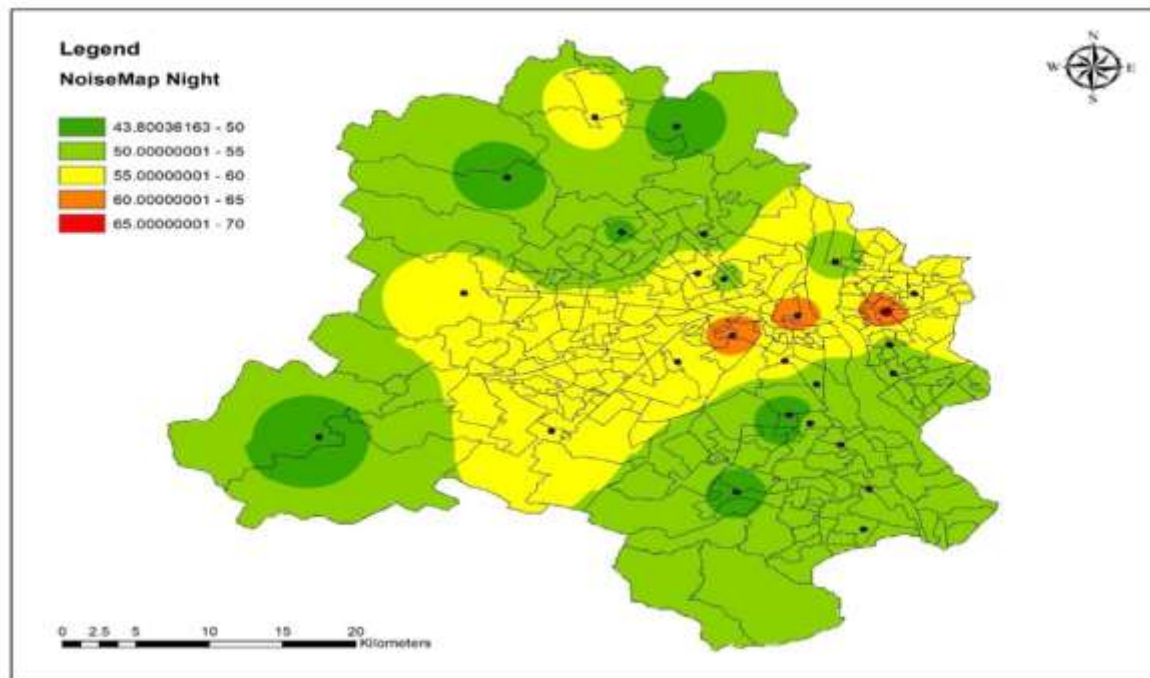 Legend
NoiseMap Night
43.80036163 - 50
50.00000001 - 55
55.00000001 - 60
60.00000001 - 65
65.00000001 - 70
N
W E
S
0 2.5 5 10 15 20
Kilometers